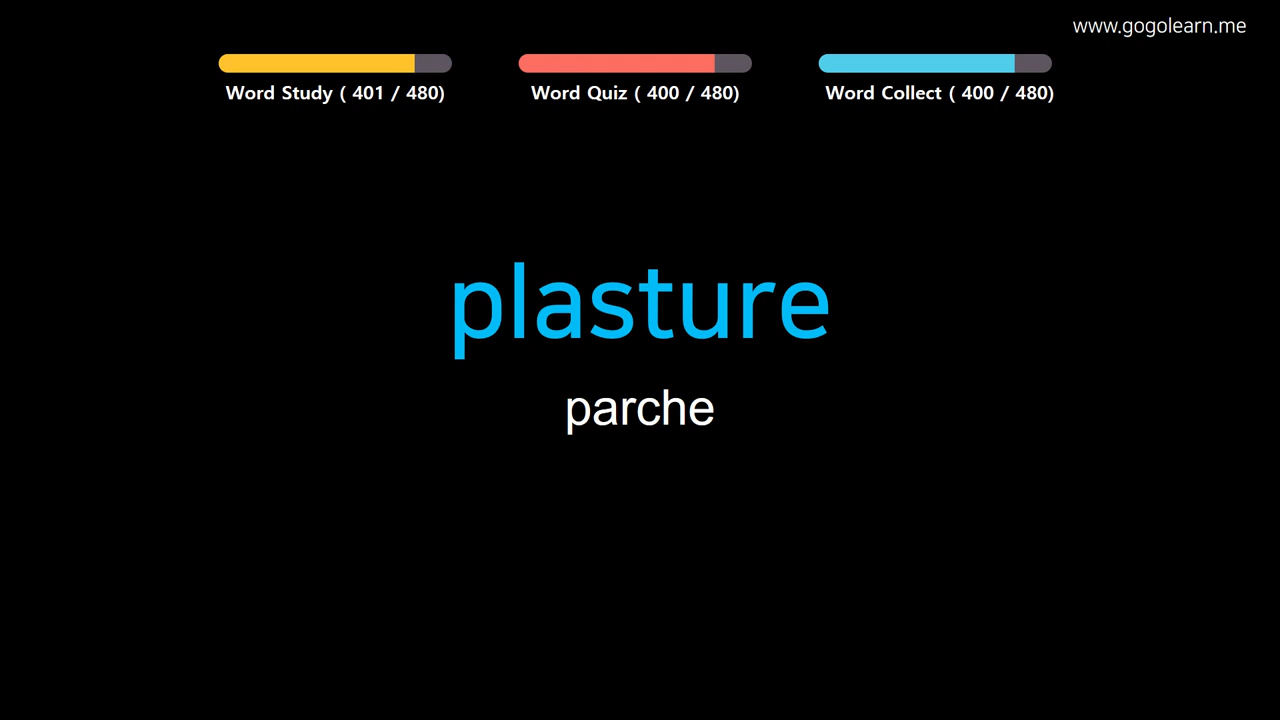 www.gogolearn.me
Word Study ( 401 / 480)
Word Quiz ( 400 / 480)
Word Collect ( 400 / 480)
plasture
parche